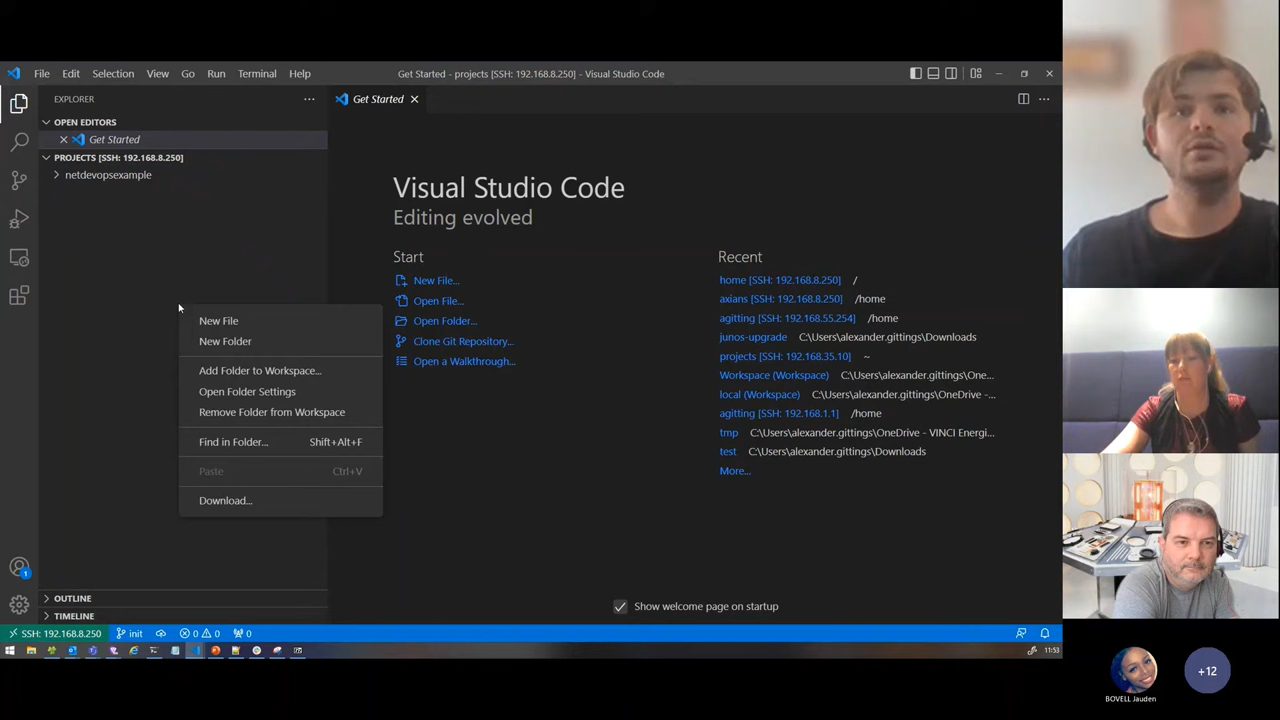 File Edit Selection View Go Run Terminal Help
Get Started - projects [SSH: 192.168.8.250] - Visual Studio Code
EXPLORER
OPEN EDITORS
Get Started
PROJECTS [SSH: 192.168.8.250]
netdevopsexample
New File
New Folder
Add Folder to Workspace...
Open Folder Settings
Remove Folder from Workspace
Find in Folder... Shift+Alt+F
Paste Ctrl+V
Download...
OUTLINE
TIMELINE
Get Started
Visual Studio Code
Editing evolved
Start
New File...
Open File...
Open Folder...
Clone Git Repository...
Open a Walkthrough...
Recent
home [SSH: 192.168.8.250] /
axians [SSH: 192.168.8.250] /home
agitting [SSH: 192.168.55.254] /home
junos-upgrade C:\Users\alexander.gittings\Downloads
projects [SSH: 192.168.35.10] ~
Workspace (Workspace) C:\Users\alexander.gittings\One...
local (Workspace) C:\Users\alexander.gittings\OneDrive -...
agitting [SSH: 192.168.1.1] /home
tmp C:\Users\alexander.gittings\OneDrive - VINCI Energi...
test C:\Users\alexander.gittings\Downloads
More...
Show welcome page on startup
1
SSH: 192.168.8.250 init 0 0 0
11:53
BOVELL Jauden
+12